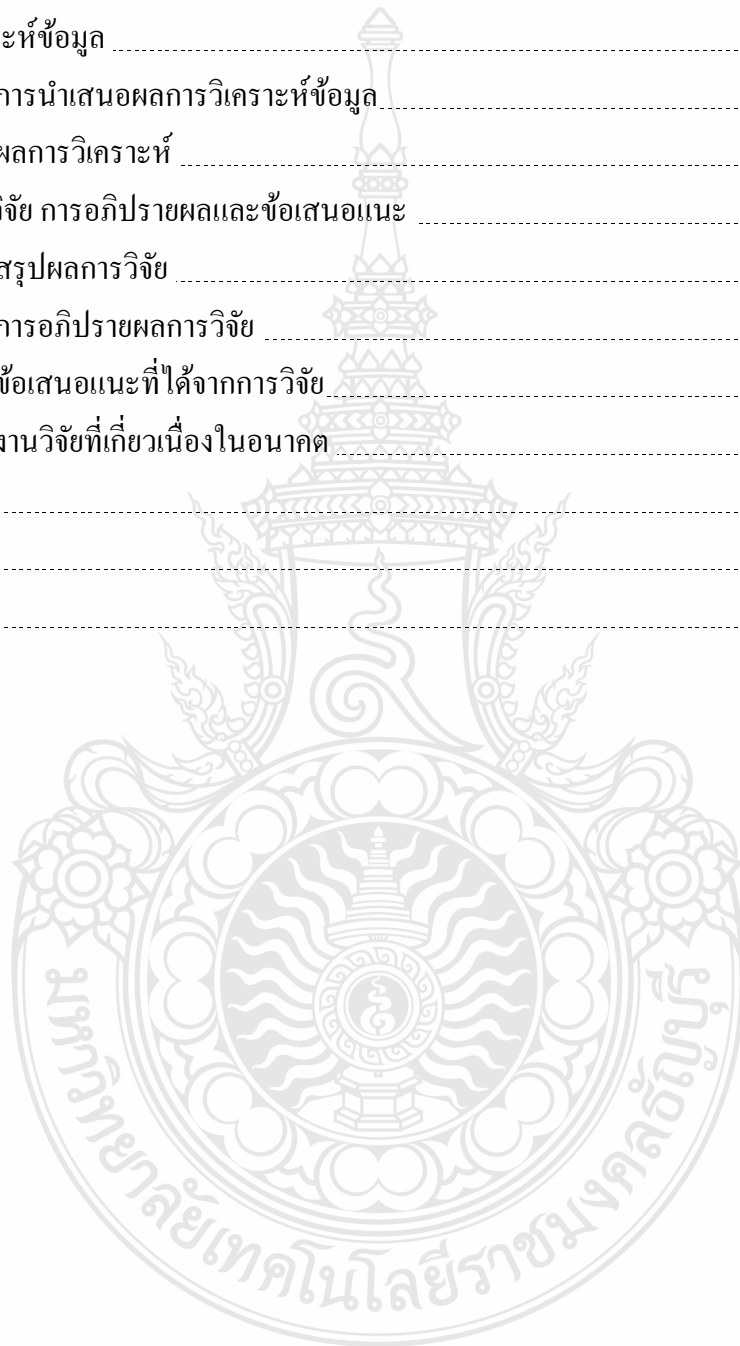 ะห์ข้อมูล
การนำเสนอผลการวิเคราะห์ข้อมูล
ผลการวิเคราะห์
วิจัย การอภิปรายผลและข้อเสนอแนะ
สรุปผลการวิจัย
การอภิปรายผลการวิจัย
ข้อเสนอแนะที่ได้จากการวิจัย
งานวิจัยที่เกี่ยวเนื่องในอนาคต
มหาวิทยาลัยเทคโนโลยีราชมงคลธัญบุรี